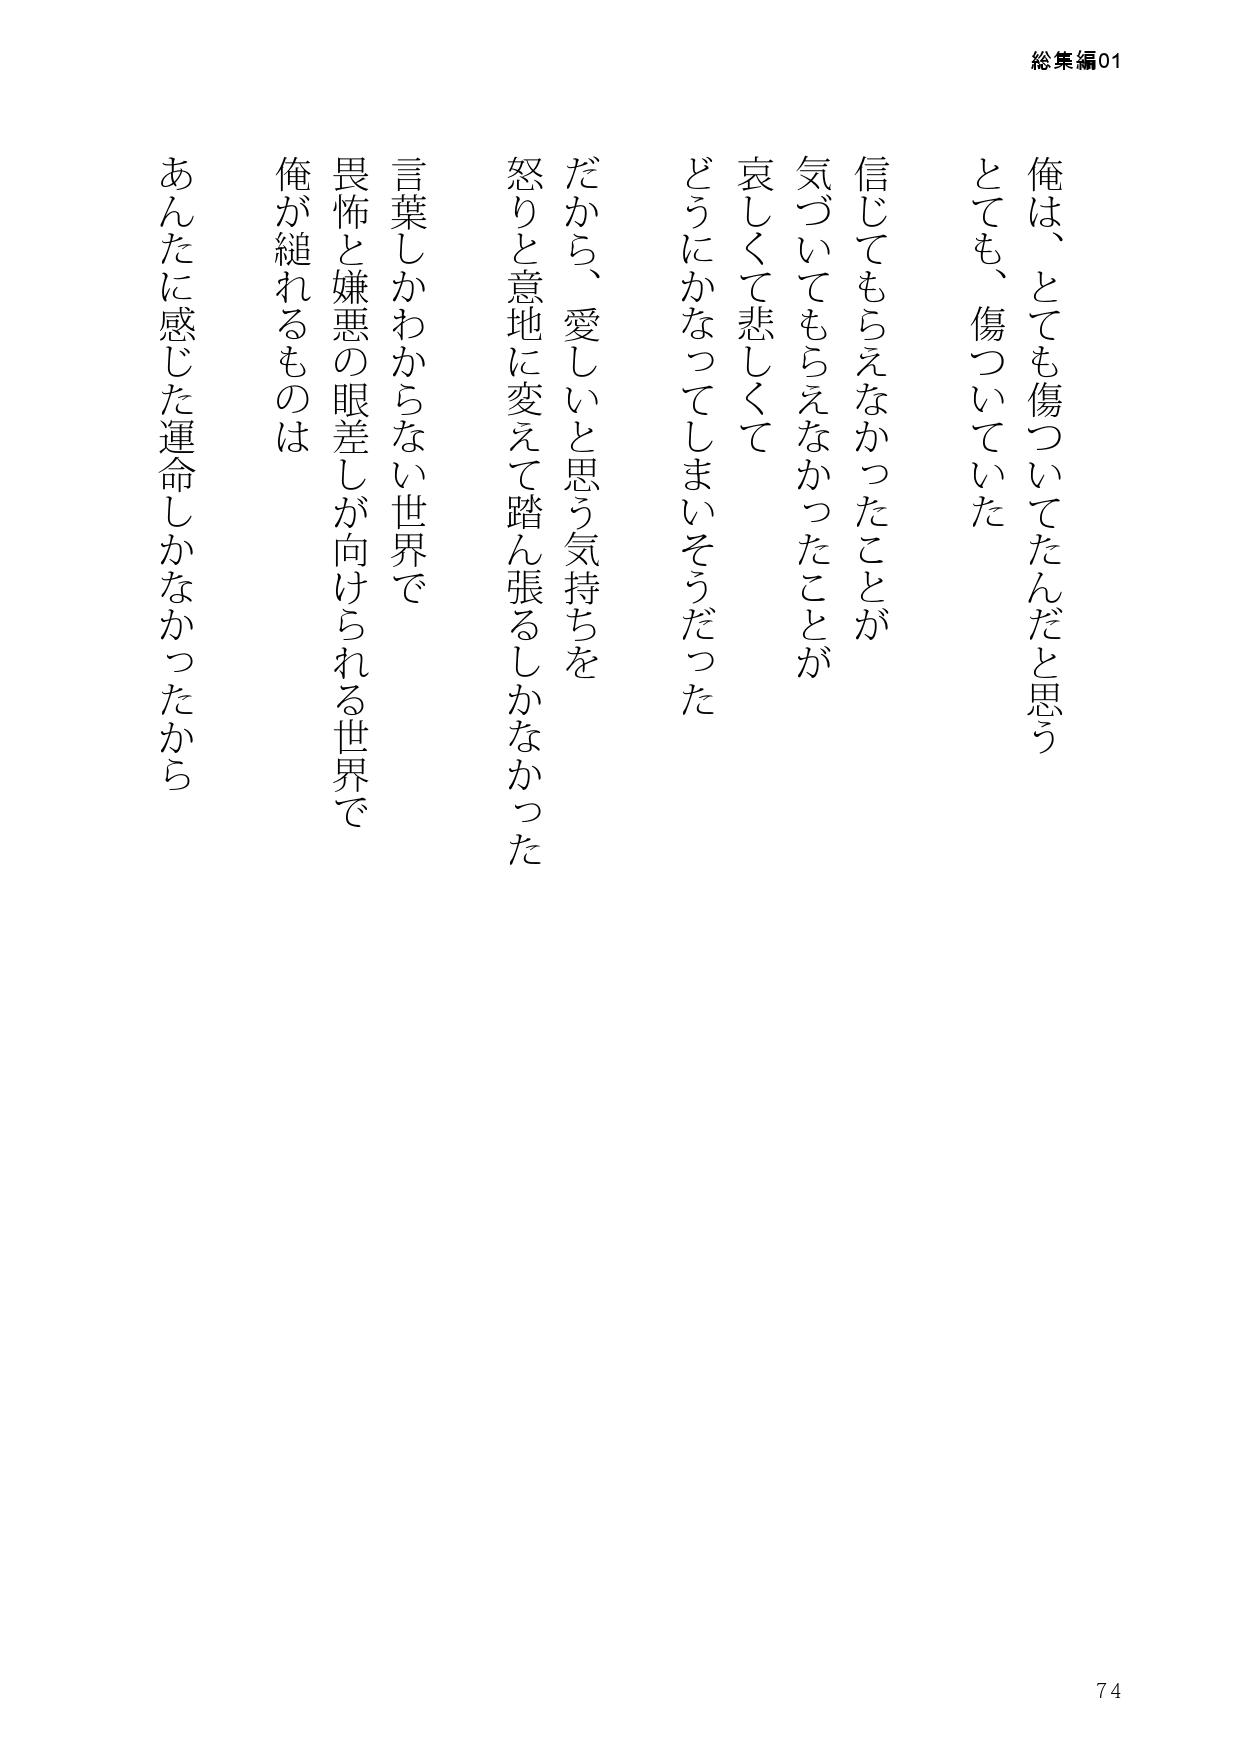 総集編01
俺は、とても傷ついてたんだと思う
とても、傷ついていた
信じてもらえなかったことが
気づいてもらえなかったことが
哀しくて悲しくて
どうにかなってしまいそうだった
だから、愛しいと思う気持ちを
怒りと意地に変えて踏ん張るしかなかった
言葉しかわからない世界で
畏怖と嫌悪の眼差しが向けられる世界で
俺が縋れるものは
あんたに感じた運命しかなかったから
74